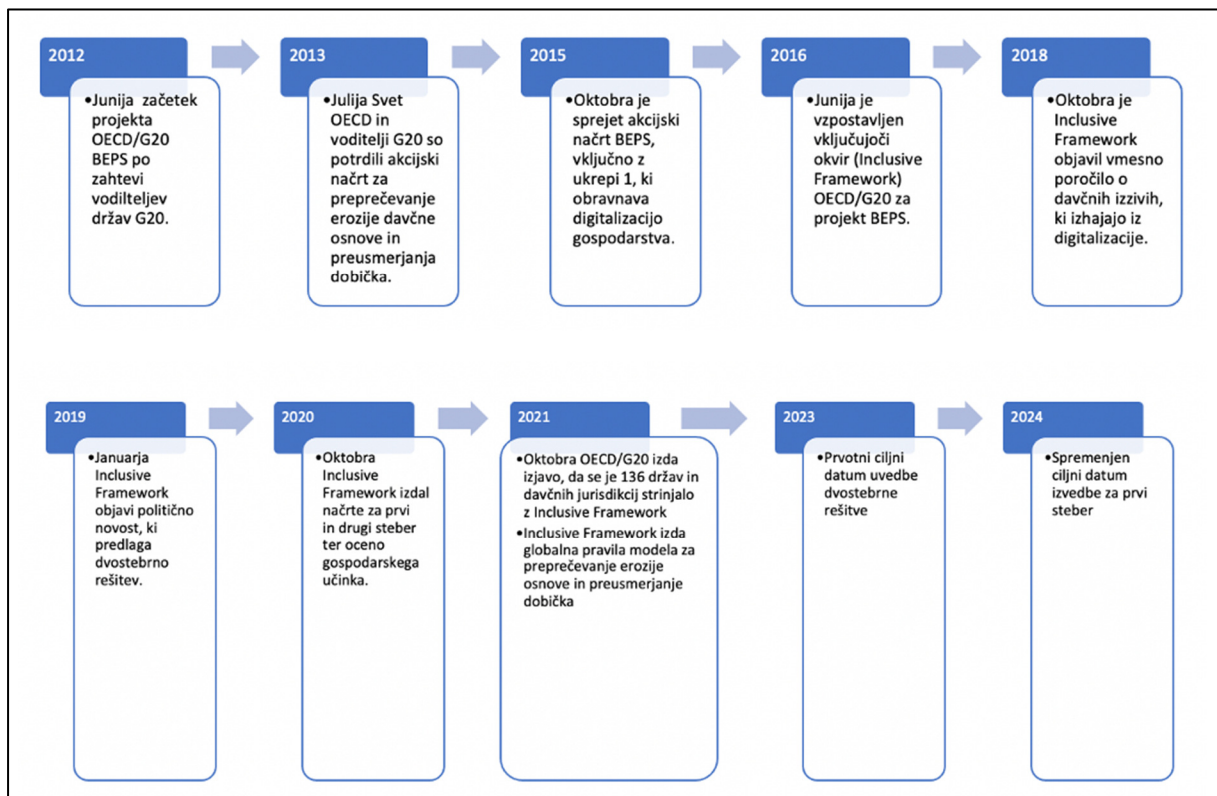 2012
•Junija začetek
projekta
OECD/G20
BEPS po
zahtevi
vodilteljev
držav G20.
2013
•Julija Svet
OECD in
voditelji G20 so
potrdili akcijski
načrt za
preprečevanje
erozije davčne
osnove in
preusmerjanja
dobička.
2015
•Oktobra je
sprejet akcijski
načrt BEPS,
vključno z
ukrepi 1, ki
obravnava
digitalizacijo
gospodarstva.
2016
•Junija je
vzpostavljen
vključujoči
okvir (Inclusive
Framework)
OECD/G20 za
projekt BEPS.
2018
•Oktobra je
Inclusive
Framework
objavil vmesno
poročilo o
davčnih izzivih,
ki izhajajo iz
digitalizacije.
2019
•Januarja
Inclusive
Framework
objavi politično
novost, ki
predlaga
dvostebrno
rešitev.
2020
•Oktobra
Inclusive
Framework izdal
načrte za prvi
in drugi steber
ter oceno
gospodarskega
učinka.
2021
•Oktobra OECD/G20 izda
izjavo, da se je 136 držav in
davčnih jurisdikcij strinjalo
z Inclusive Framework
•Inclusive Framework izda
globalna pravila modela za
preprečevanje erozije
osnove in preusmerjanje
dobička
2023
•Prvotni ciljni
datum uvedbe
dvostebrne
rešitve
2024
•Spremenjen
ciljni datum
izvedbe za prvi
steber